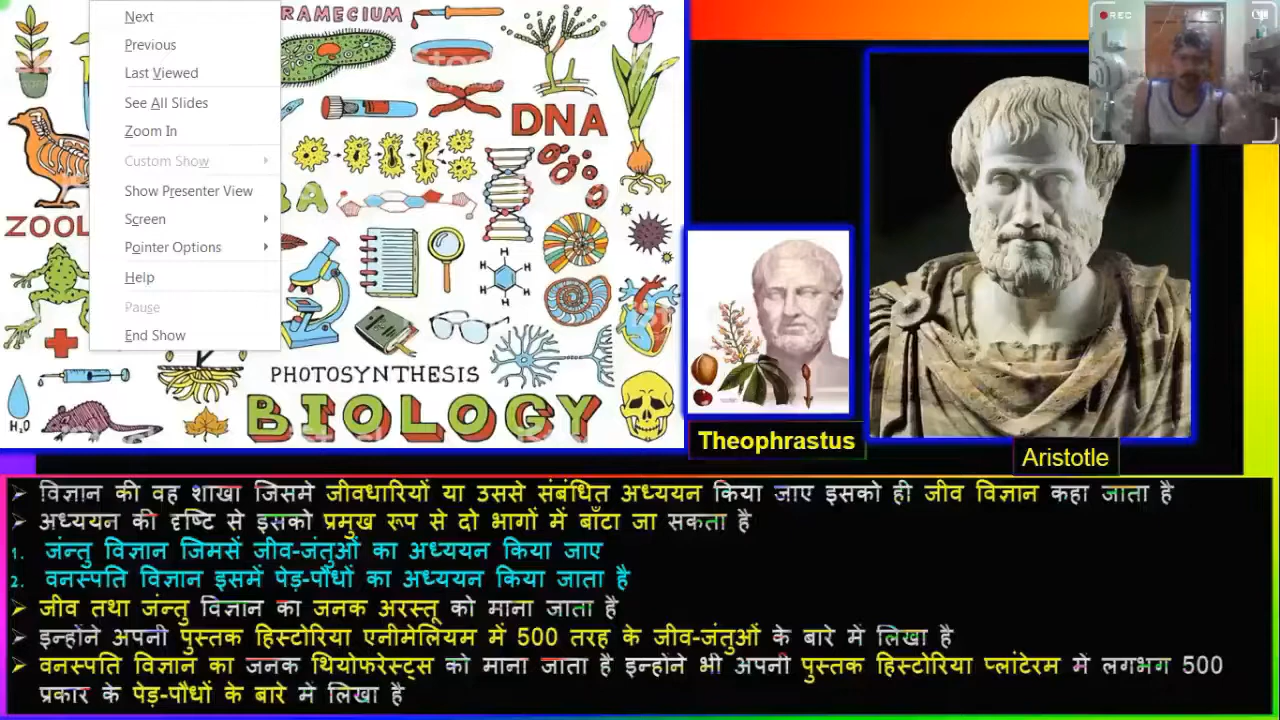 Next
Previous
Last Viewed
See All Slides
Zoom In
Custom Show
Show Presenter View
Screen
Pointer Options
Help
Pause
End Show
RAMECIUM
DNA
ZOOL
BA
H
H H
H H
H
PHOTOSYNTHESIS
H₂O
BIOLOGY
REC
Theophrastus
Aristotle
➢ विज्ञान की वह शाखा जिसमे जीवधारियों या उससे संबंधित अध्ययन किया जाए इसको ही जीव विज्ञान कहा जाता है
➢ अध्ययन की दृष्टि से इसको प्रमुख रूप से दो भागों में बाँटा जा सकता है
1. जंन्तु विज्ञान जिमसें जीव-जंतुओं का अध्ययन किया जाए
2. वनस्पति विज्ञान इसमें पेड़-पौधों का अध्ययन किया जाता है
➢ जीव तथा जंन्तु विज्ञान का जनक अरस्तू को माना जाता है
➢ इन्होंने अपनी पुस्तक हिस्टोरिया एनीमेलियम में 500 तरह के जीव-जंतुओं के बारे में लिखा है
➢ वनस्पति विज्ञान का जनक थियोफरेस्ट्स को माना जाता है इन्होंने भी अपनी पुस्तक हिस्टोरिया प्लांटेरम में लगभग 500
प्रकार के पेड़-पौधों के बारे में लिखा है